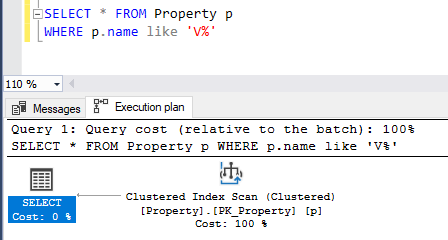 SELECT * FROM Property p
WHERE p.name like 'V%'
110 %
Messages Execution plan
Query 1: Query cost (relative to the batch): 100%
SELECT * FROM Property p WHERE p.name like 'V%'
SELECT
Cost: 0 %
Clustered Index Scan (Clustered)
[Property].[PK_Property] [p]
Cost: 100 %